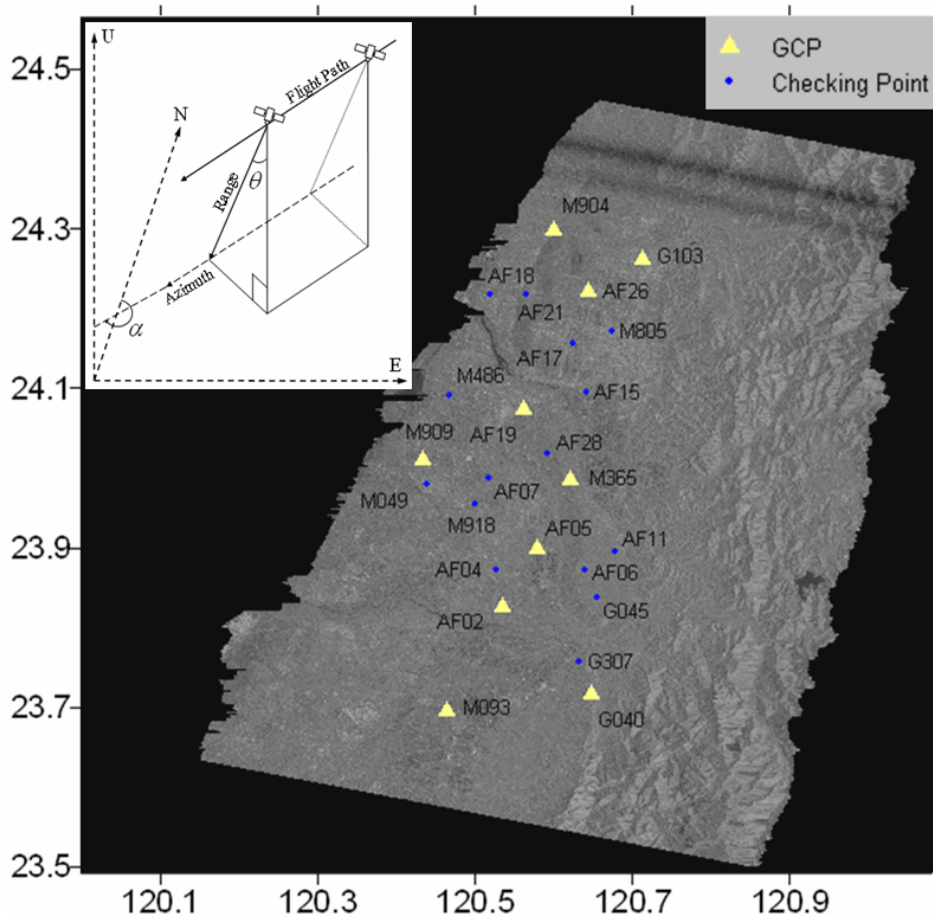 U
N
Flight Path
Range
θ
Azimuth
α
E
GCP
Checking Point
24.5
24.3
24.1
23.9
23.7
23.5
120.1
120.3
120.5
120.7
120.9
M904
G103
AF18
AF26
AF21
M805
AF17
M486
AF15
M909
AF19
AF28
M365
M049
AF07
M918
AF05
AF11
AF04
AF06
G045
AF02
G307
M093
G040